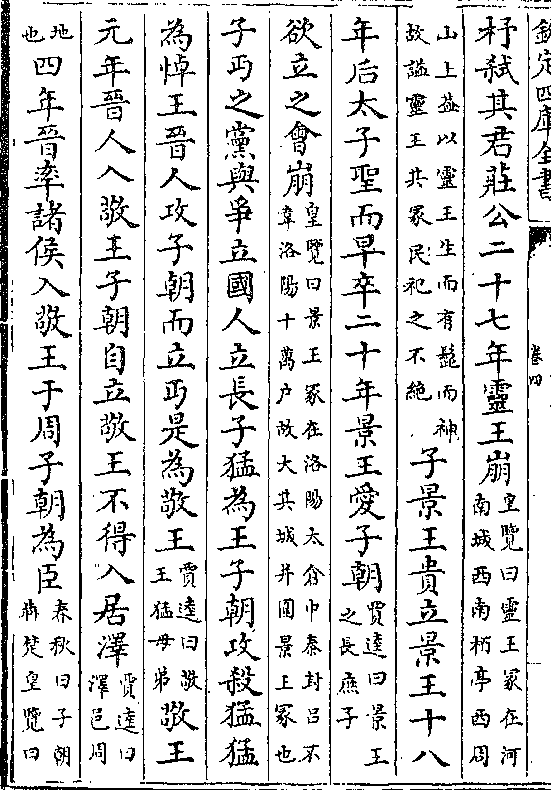 欽定四庫全書
卷四
杼弑其君莊公二十七年靈王崩皇覽曰靈王冢在河南城西南栢亭西周
山上葢以靈王生而有髭而神故諡靈王其冢民祀之不絶子景王貴立景王十八
年后太子聖而早卒二十年景王愛子朝賈逵曰景王之長庶子
欲立之會崩皇覽曰景王冢在洛陽太倉中秦封呂不韋洛陽十萬户故大其城并圍景王冢也
子丐之黨與爭立國人立長子猛為王子朝攻殺猛猛
為悼王晉人攻子朝而立丐是為敬王賈逵曰敬王猛母弟敬王
元年晉人入敬王子朝自立敬王不得入居澤賈逵曰澤邑周
地也四年晉率諸侯入敬王于周子朝為臣春秋曰子朝犇楚皇覽曰